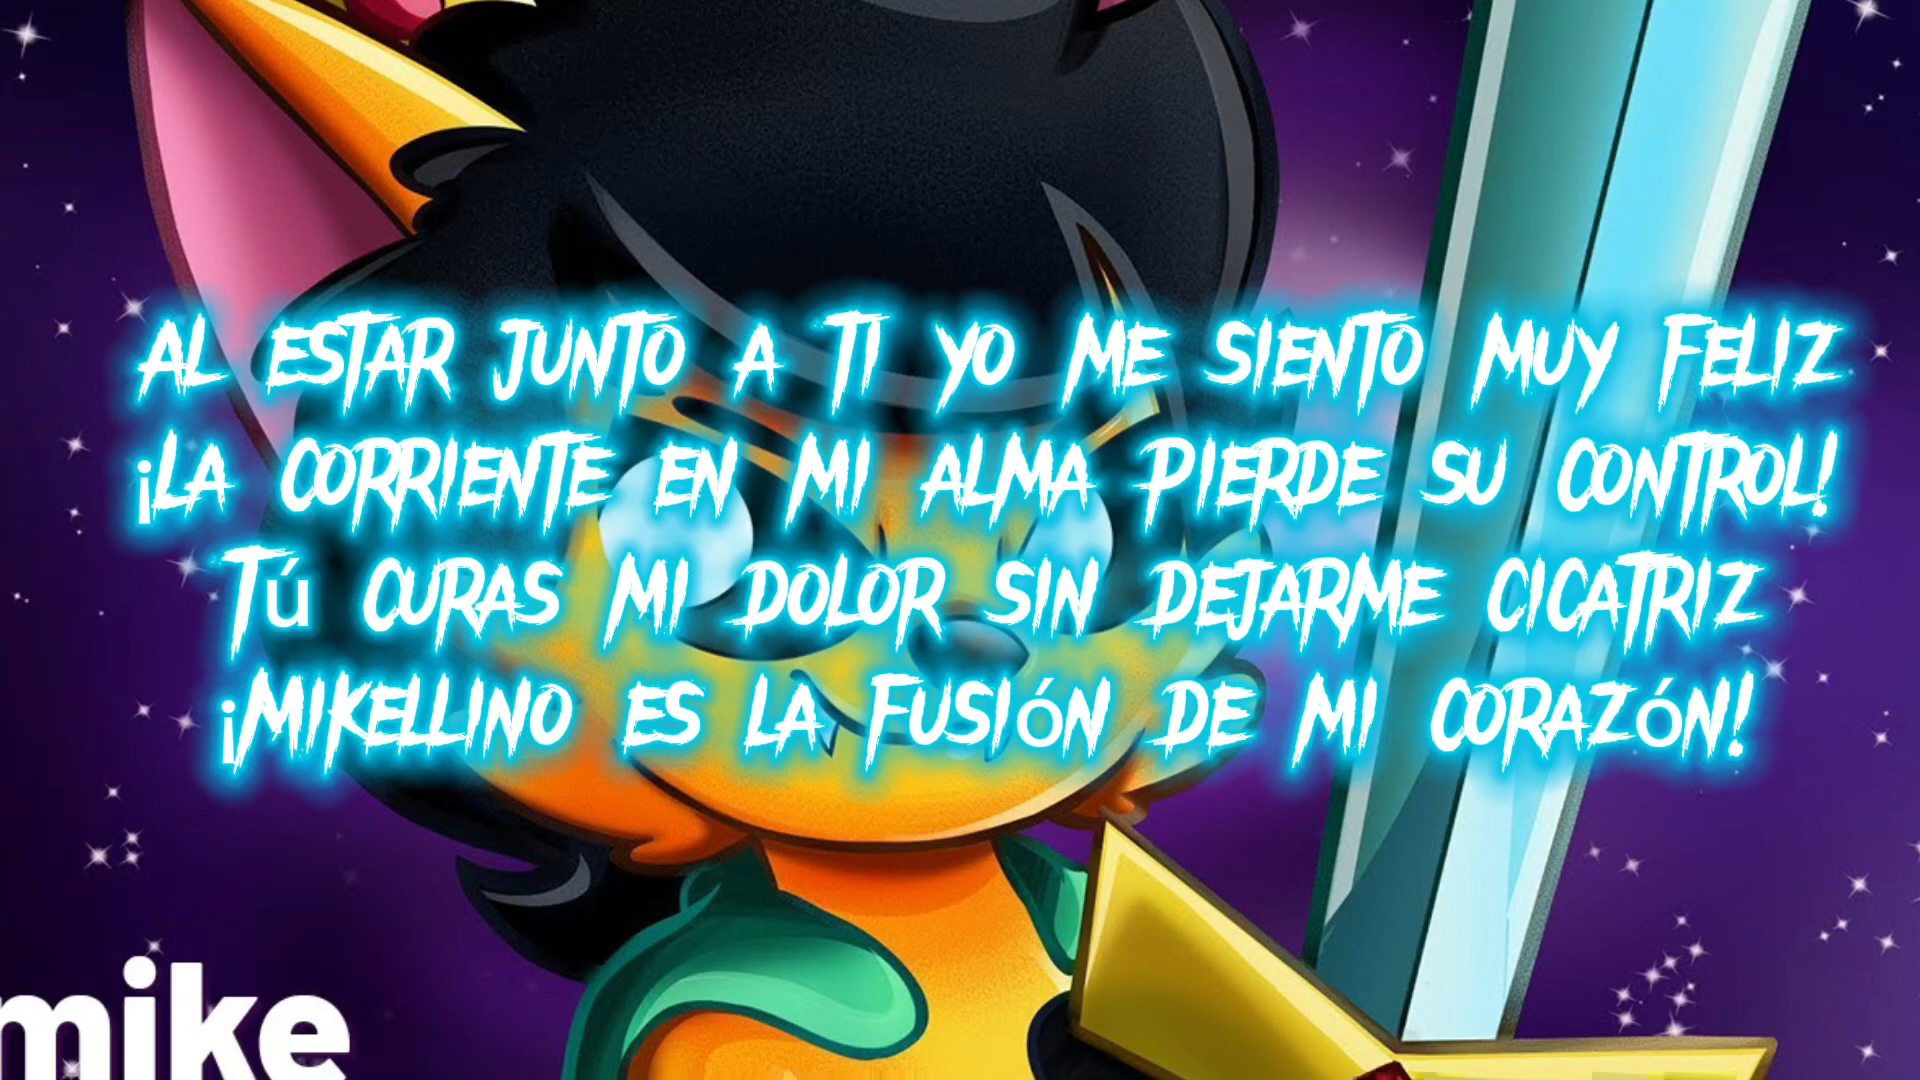 AL ESTAR JUNTO A TI YO ME SIENTO MUY FELIZ
¡LA CORRIENTE EN MI ALMA PIERDE SU CONTROL!
Tú CURAS MI DOLOR SIN DEJARME CICATRIZ
¡MIKELLINO ES LA FUSIóN DE MI CORAZóN!
mike